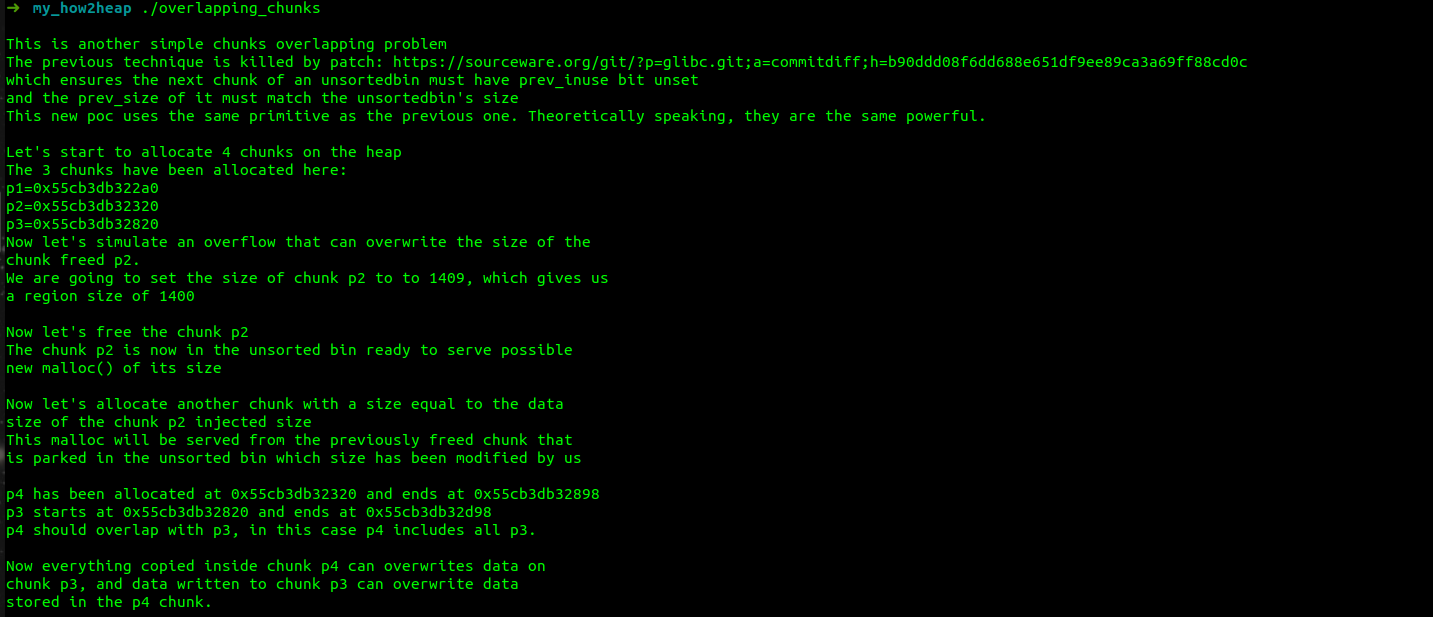 → my_how2heap ./overlapping_chunks
This is another simple chunks overlapping problem
The previous technique is killed by patch: https://sourceware.org/git/?p=glibc.git;a=commitdiff;h=b90ddd08f6dd688e651df9ee89ca3a69ff88cd0c
which ensures the next chunk of an unsortedbin must have prev_inuse bit unset
and the prev_size of it must match the unsortedbin's size
This new poc uses the same primitive as the previous one. Theoretically speaking, they are the same powerful.
Let's start to allocate 4 chunks on the heap
The 3 chunks have been allocated here:
p1=0x55cb3db322a0
p2=0x55cb3db32320
p3=0x55cb3db32820
Now let's simulate an overflow that can overwrite the size of the
chunk freed p2.
We are going to set the size of chunk p2 to to 1409, which gives us
a region size of 1400
Now let's free the chunk p2
The chunk p2 is now in the unsorted bin ready to serve possible
new malloc() of its size
Now let's allocate another chunk with a size equal to the data
size of the chunk p2 injected size
This malloc will be served from the previously freed chunk that
is parked in the unsorted bin which size has been modified by us
p4 has been allocated at 0x55cb3db32320 and ends at 0x55cb3db32898
p3 starts at 0x55cb3db32820 and ends at 0x55cb3db32d98
p4 should overlap with p3, in this case p4 includes all p3.
Now everything copied inside chunk p4 can overwrites data on
chunk p3, and data written to chunk p3 can overwrite data
stored in the p4 chunk.